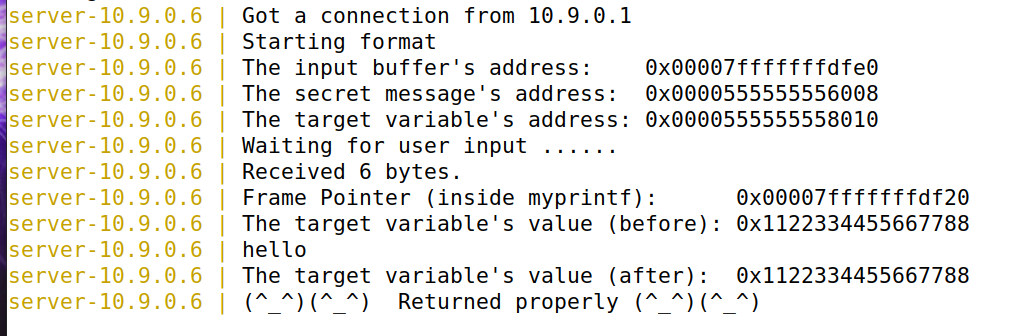 server-10.9.0.6 | Got a connection from 10.9.0.1
server-10.9.0.6 | Starting format
server-10.9.0.6 | The input buffer's address:    0x00007fffffffdfe0
server-10.9.0.6 | The secret message's address:  0x0000555555556008
server-10.9.0.6 | The target variable's address: 0x0000555555558010
server-10.9.0.6 | Waiting for user input ......
server-10.9.0.6 | Received 6 bytes.
server-10.9.0.6 | Frame Pointer (inside myprintf):      0x00007fffffffdf20
server-10.9.0.6 | The target variable's value (before): 0x1122334455667788
server-10.9.0.6 | hello
server-10.9.0.6 | The target variable's value (after):  0x1122334455667788
server-10.9.0.6 | (^_^)(^_^)  Returned properly (^_^)(^_^)